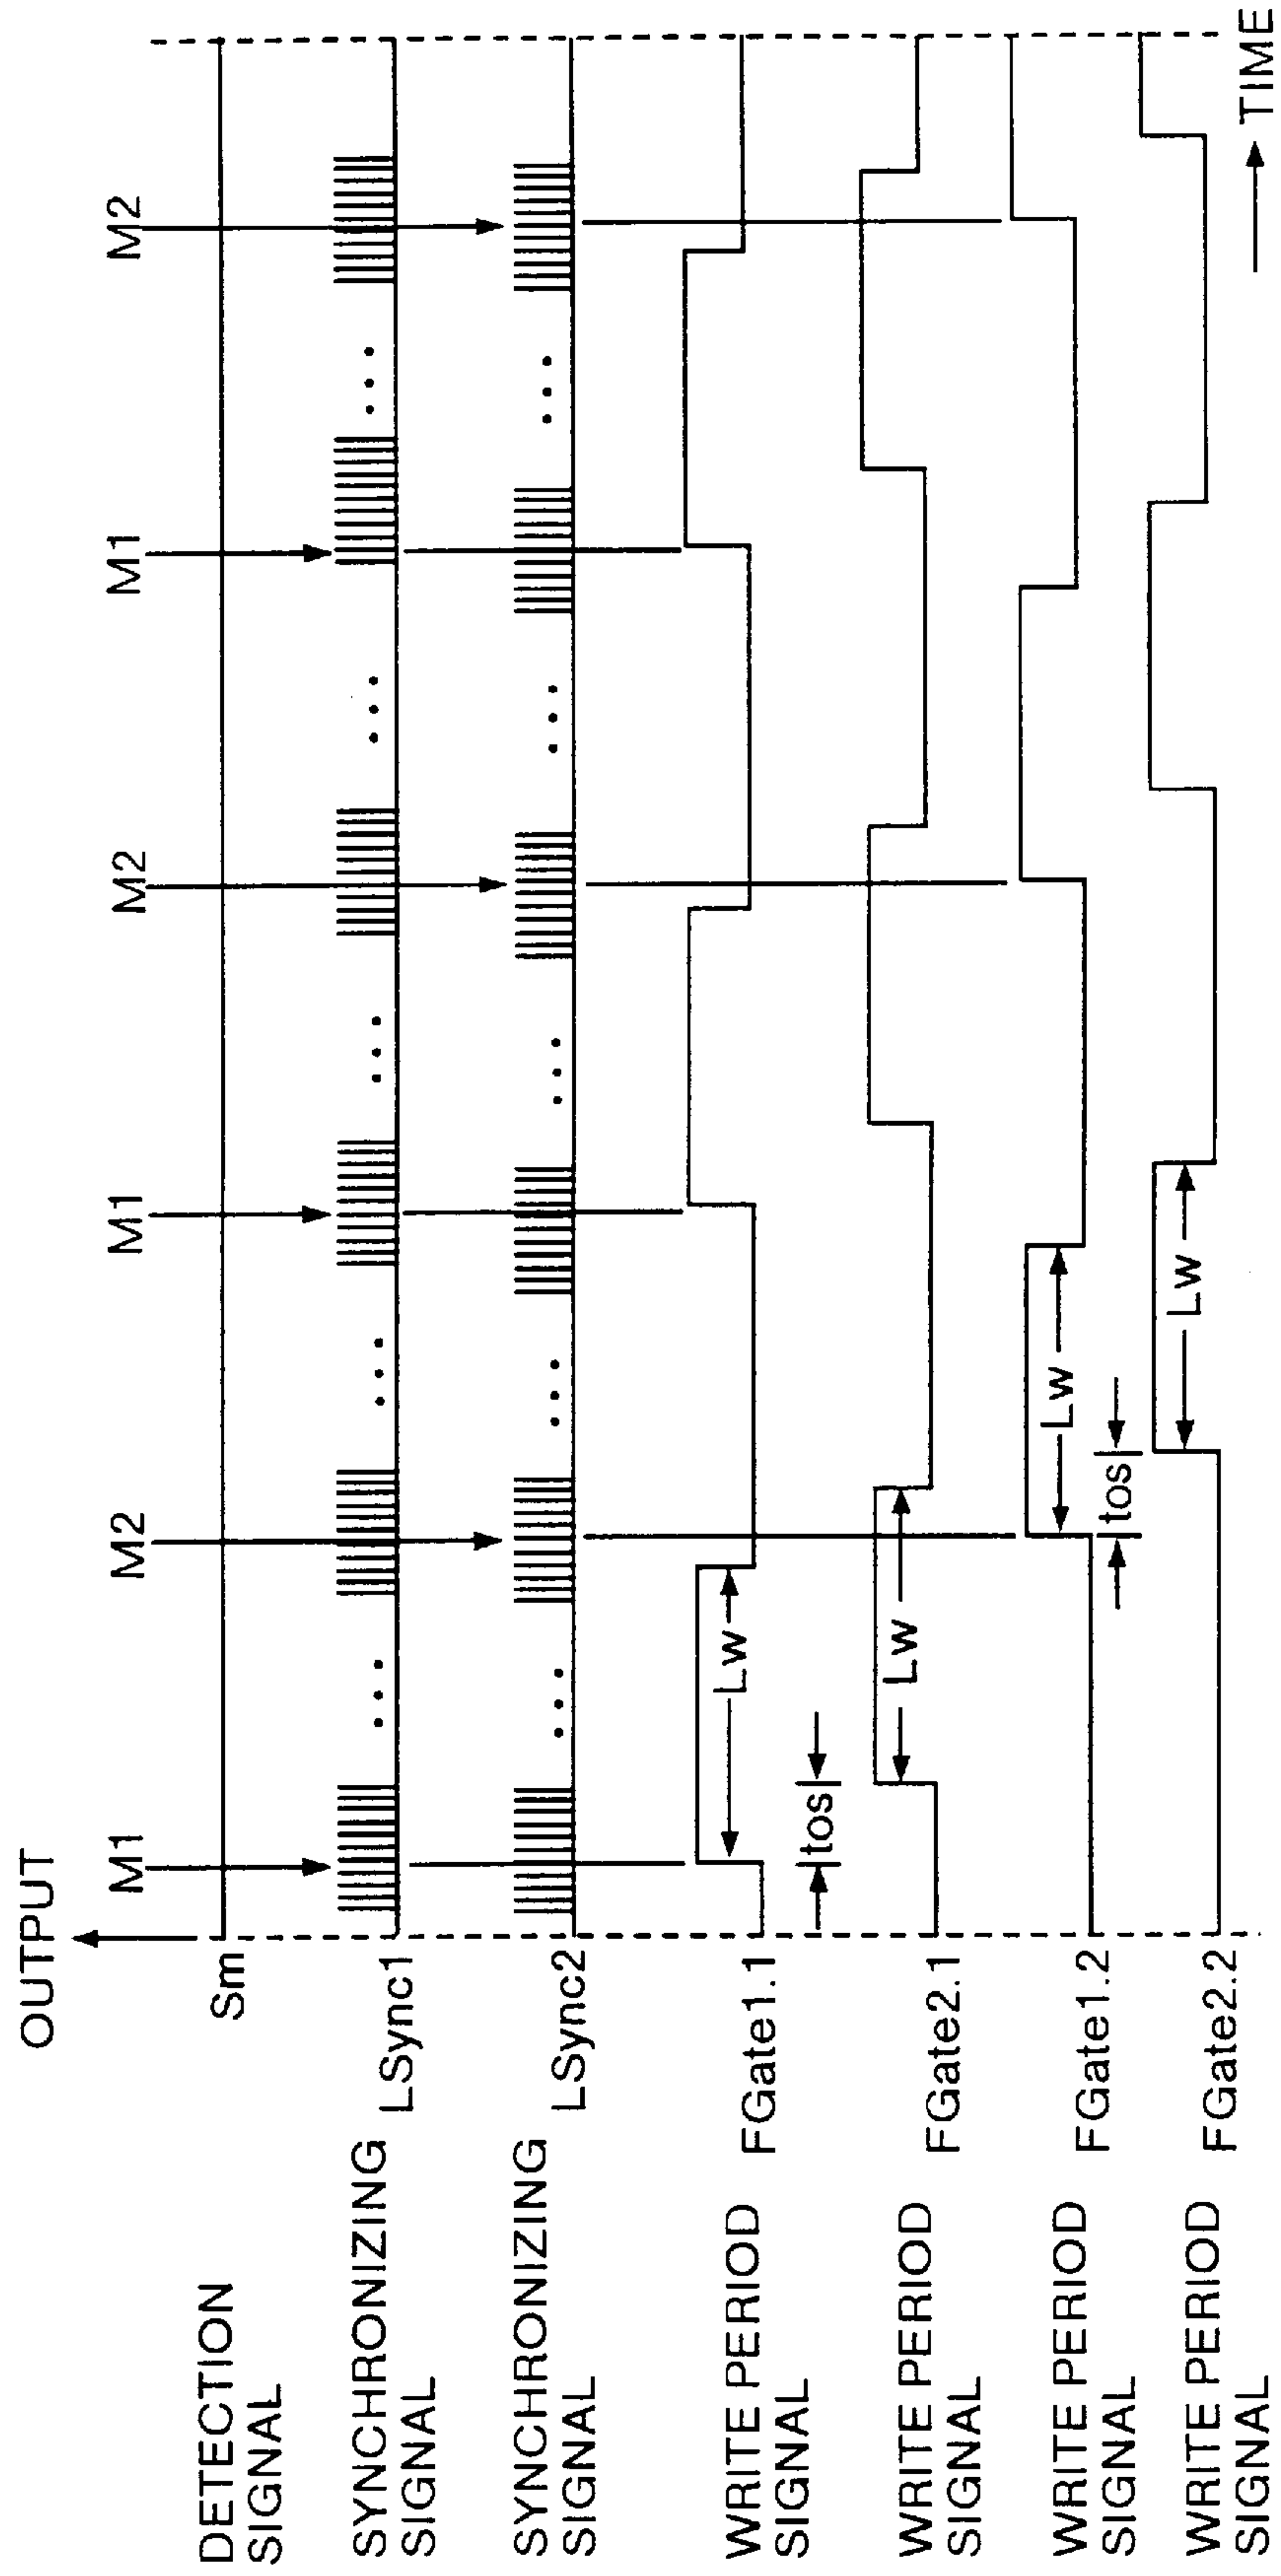 OUTPUT
M1
M2
M1
M2
M1
M2
DETECTION
SIGNAL
Sm
SYNCHRONIZING
SIGNAL
LSync1
SYNCHRONIZING
SIGNAL
LSync2
WRITE PERIOD
SIGNAL
FGate1.1
Lw
tos
WRITE PERIOD
SIGNAL
FGate2.1
Lw
WRITE PERIOD
SIGNAL
FGate1.2
Lw
tos
WRITE PERIOD
SIGNAL
FGate2.2
Lw
TIME